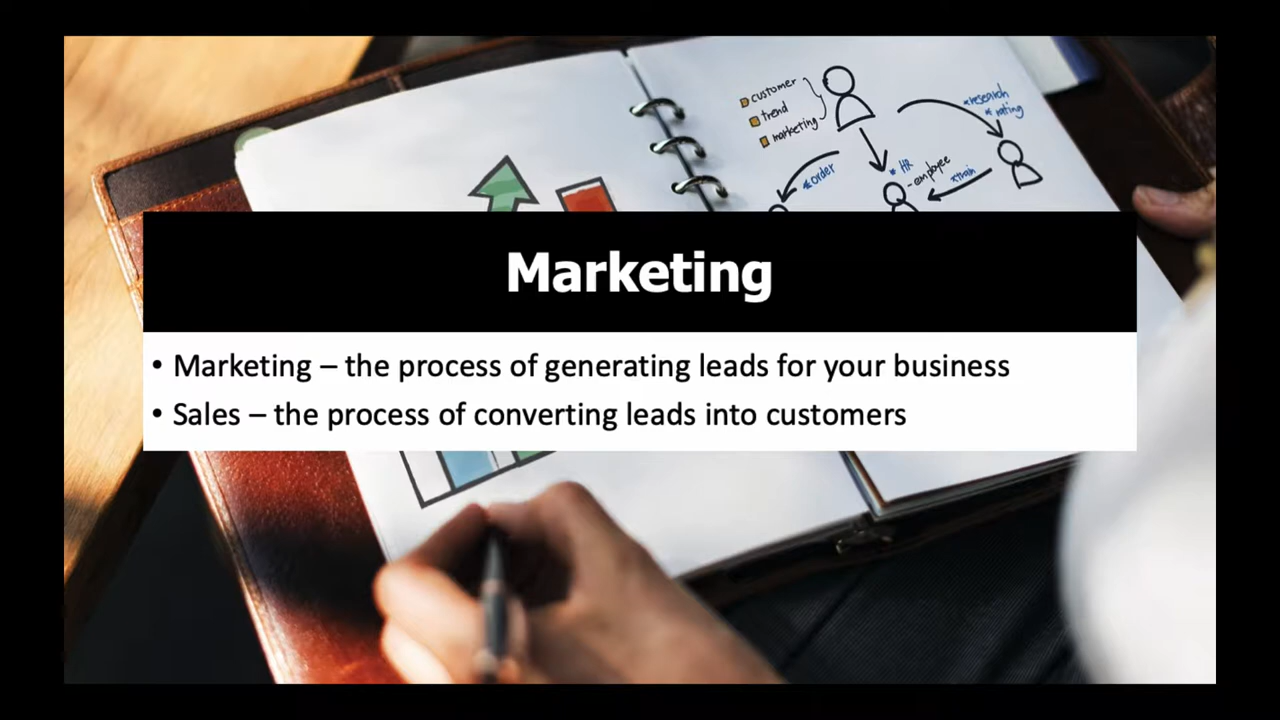 customer
trend
marketing
*research
* rating
*order
* HR
-employee
*train
Marketing
• Marketing – the process of generating leads for your business
• Sales – the process of converting leads into customers